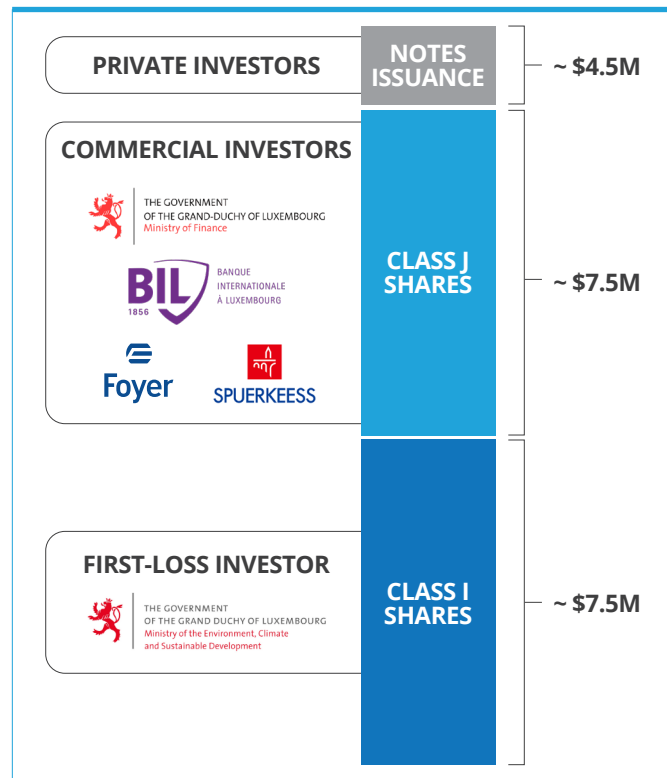 PRIVATE INVESTORS
NOTES
ISSUANCE
~ $4.5M
COMMERCIAL INVESTORS
THE GOVERNMENT
OF THE GRAND-DUCHY OF LUXEMBOURG
Ministry of Finance
BIL
1856
BANQUE
INTERNATIONALE
À LUXEMBOURG
Foyer
SPUERKEESS
CLASS J
SHARES
~ $7.5M
FIRST-LOSS INVESTOR
THE GOVERNMENT
OF THE GRAND DUCHY OF LUXEMBOURG
Ministry of the Environment, Climate
and Sustainable Development
CLASS I
SHARES
~ $7.5M